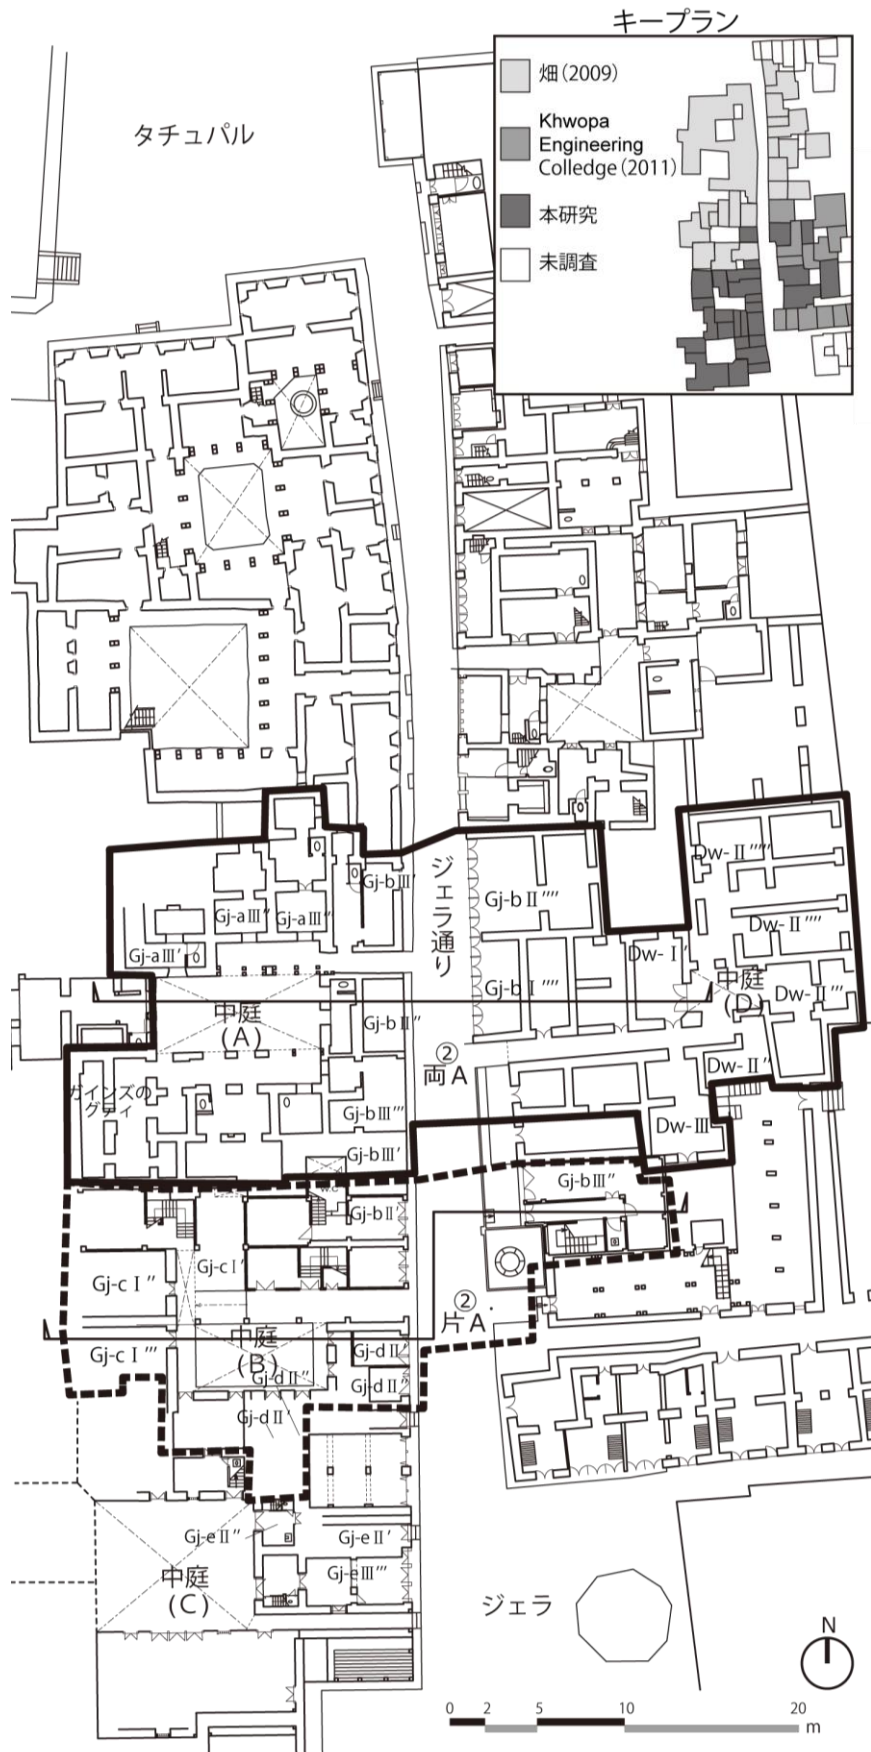 キープラン
畑(2009)
Khwopa
Engineering
Colledge(2011)
本研究
未調査
タチュパル
ジェラ通り
Gj-bⅢ'
Gj-aⅢ''
Gj-aⅢ''
Gj-aⅢ'
Gj-bⅡ''''
Gj-bⅠ''''
Dw-Ⅱ'''''
Dw-Ⅱ''''
Dw-Ⅰ'
中庭
(D)
Dw-Ⅱ'''
Dw-Ⅱ''
Dw-Ⅲ
中庭
(A)
Gj-bⅡ''
②
両A
ガインズの
グティ
Gj-bⅢ'''
Gj-bⅢ'
W.C
Gj-bⅢ''
Gj-bⅡ'
Gj-cⅠ'
Gj-cⅠ''
②
片A'
中庭
(B)
Gj-cⅠ'''
Gj-dⅡ'
Gj-dⅡ''
Gj-dⅡ''
Gj-dⅡ'
Gj-eⅡ''
Gj-eⅡ'
Gj-eⅢ'''
中庭
(C)
ジェラ
N
0 2 5 10 20
m